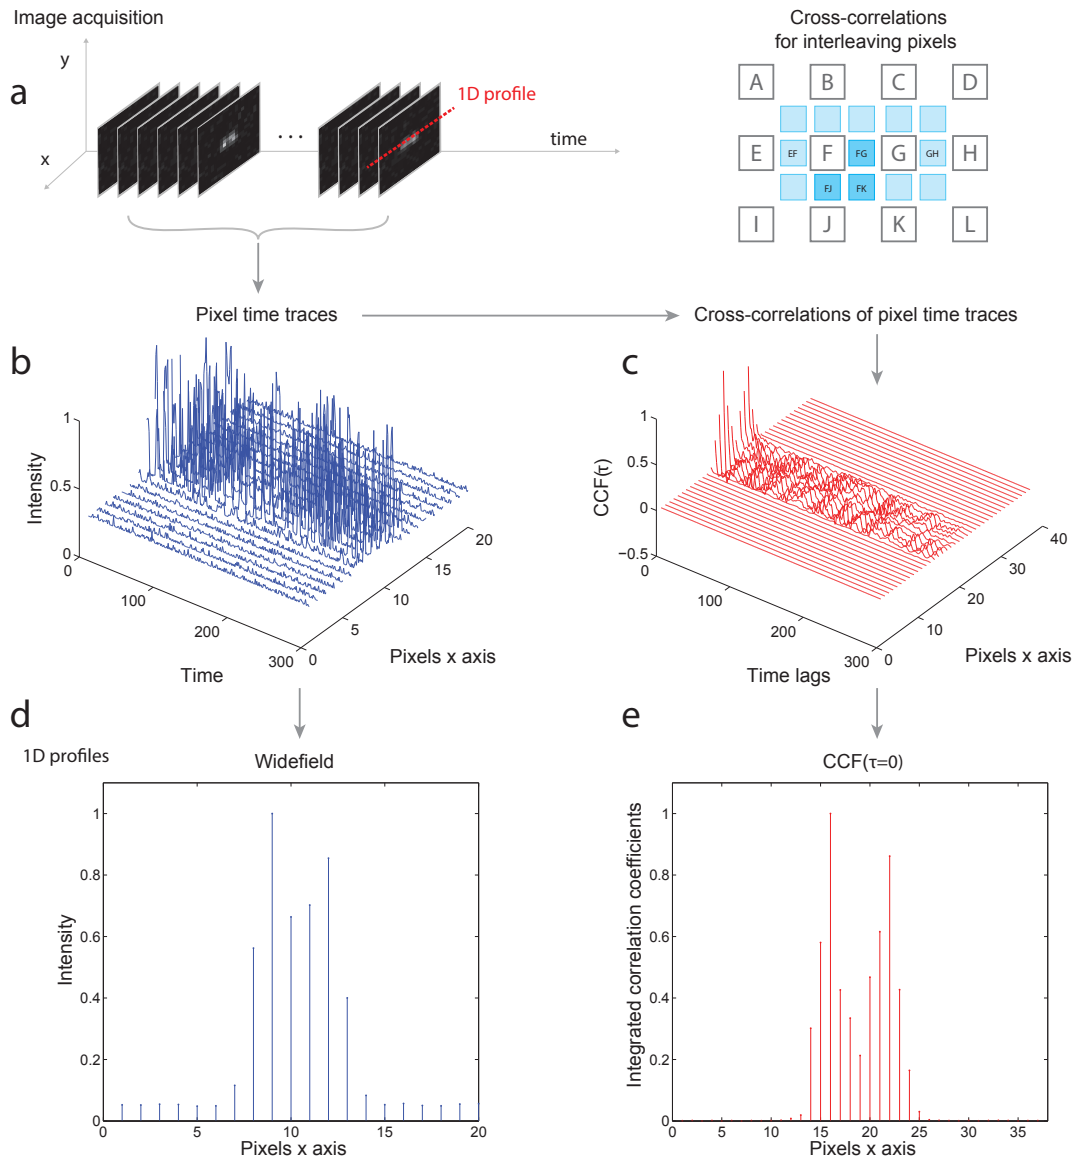 Image acquisition
a
y
x
1D profile
. . .
time
Cross-correlations
for interleaving pixels
A B C D
E EF F FG G GH H
FJ FK
I J K L
Pixel time traces
Cross-correlations of pixel time traces
b
Intensity
1
0.5
0
0
100
200
300
Time
0
5
10
15
20
Pixels x axis
c
CCF(τ)
1
0.5
0
−0.5
0
100
200
300
Time lags
0
10
20
30
40
Pixels x axis
d
1D profiles
Widefield
Intensity
1
0.8
0.6
0.4
0.2
0
0 5 10 15 20
Pixels x axis
e
CCF(τ=0)
Integrated correlation coefficients
1
0.8
0.6
0.4
0.2
0
0 5 10 15 20 25 30 35
Pixels x axis